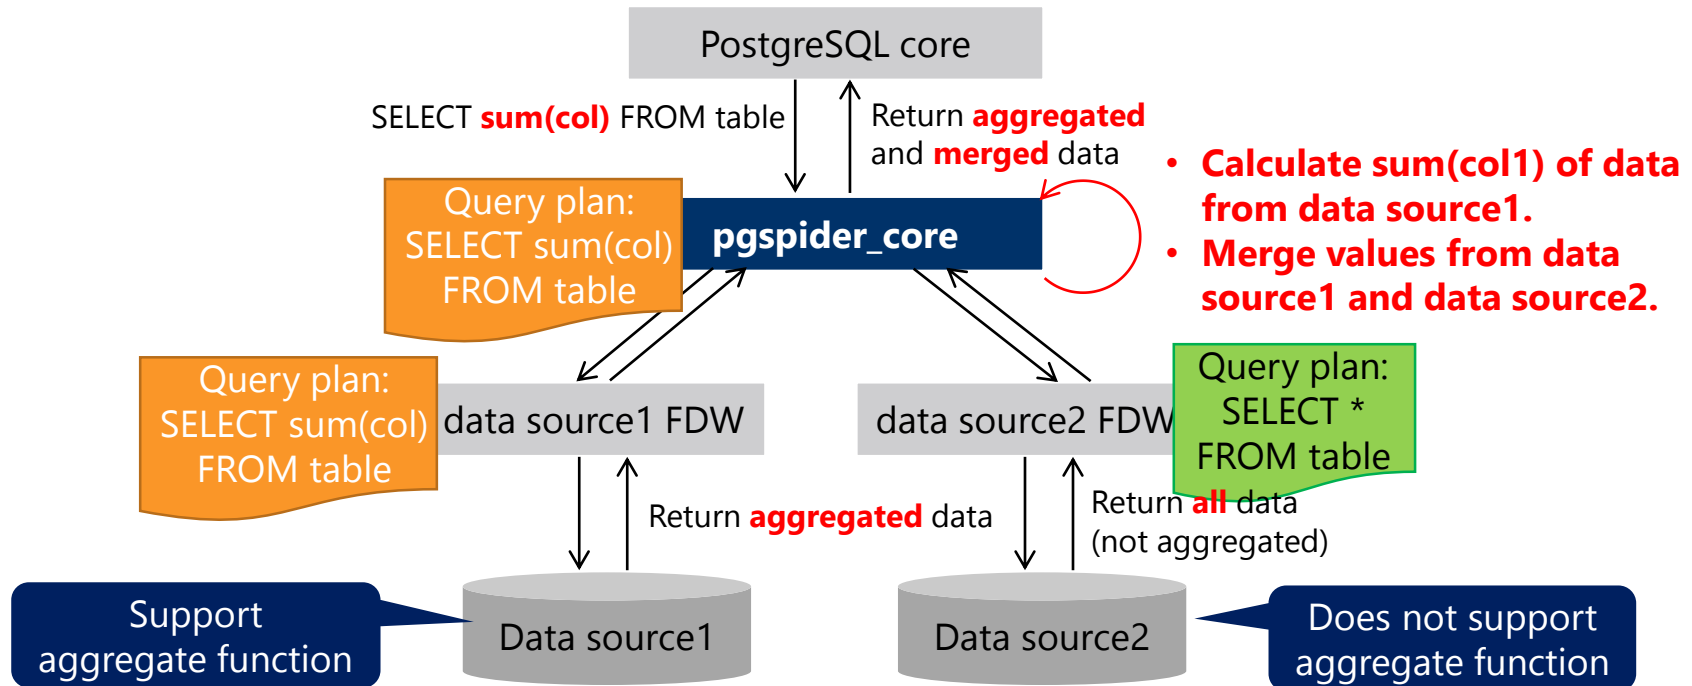 PostgreSQL core
SELECT sum(col) FROM table
Return aggregated
and merged data
• Calculate sum(col1) of data
from data source1.
• Merge values from data
source1 and data source2.
Query plan:
SELECT sum(col)
FROM table
pgspider_core
Query plan:
SELECT sum(col)
FROM table
data source1 FDW
data source2 FDW
Query plan:
SELECT *
FROM table
Return aggregated data
Return all data
(not aggregated)
Support
aggregate function
Data source1
Data source2
Does not support
aggregate function